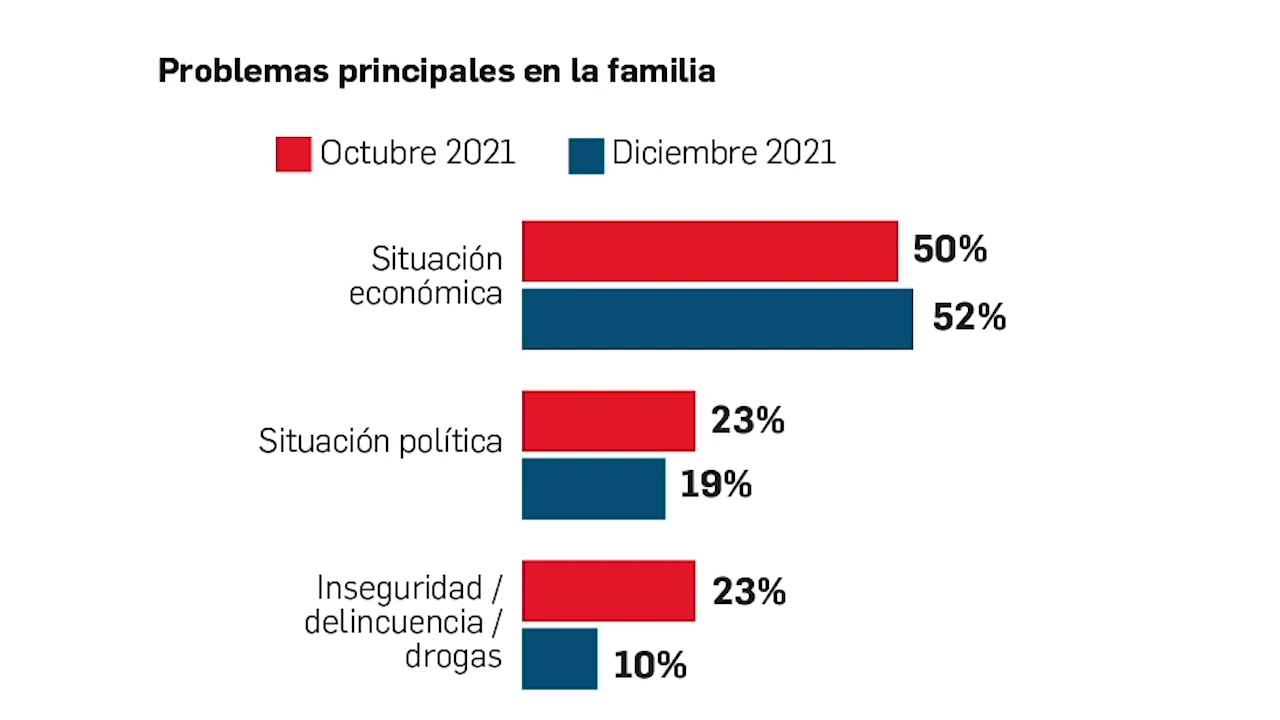 Problemas principales en la familia
Octubre 2021 Diciembre 2021
Situación
económica
50%
52%
Situación política
23%
19%
Inseguridad /
delincuencia /
drogas
23%
10%